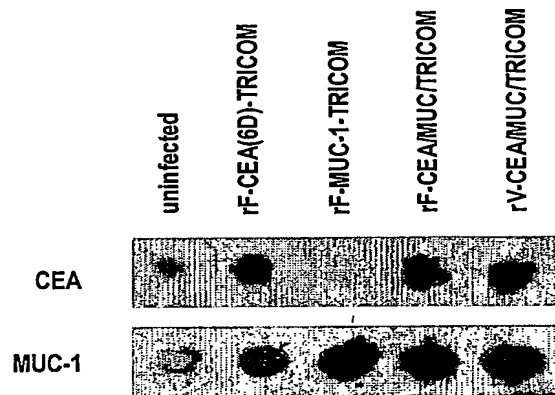 uninfected
rF-CEA(6D)-TRICOM
rF-MUC-1-TRICOM
rF-CEA/MUC/TRICOM
rV-CEA/MUC/TRICOM
CEA
MUC-1